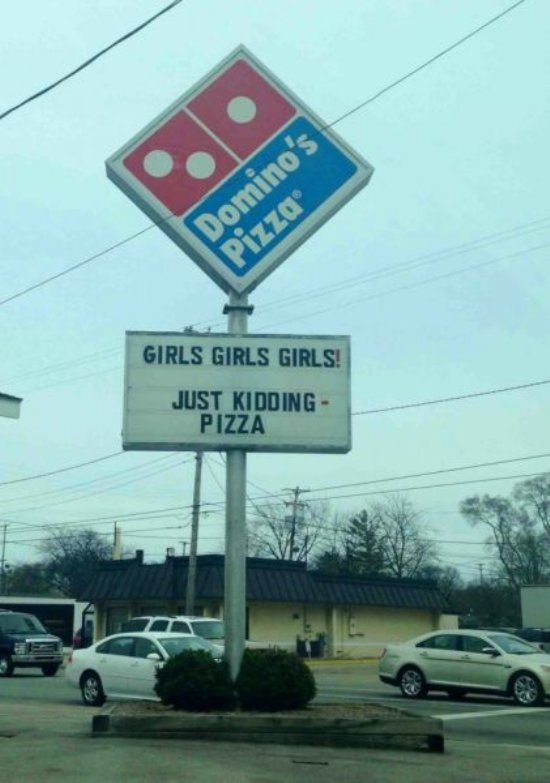 Domino's
Pizza®
GIRLS GIRLS GIRLS!
JUST KIDDING-
PIZZA